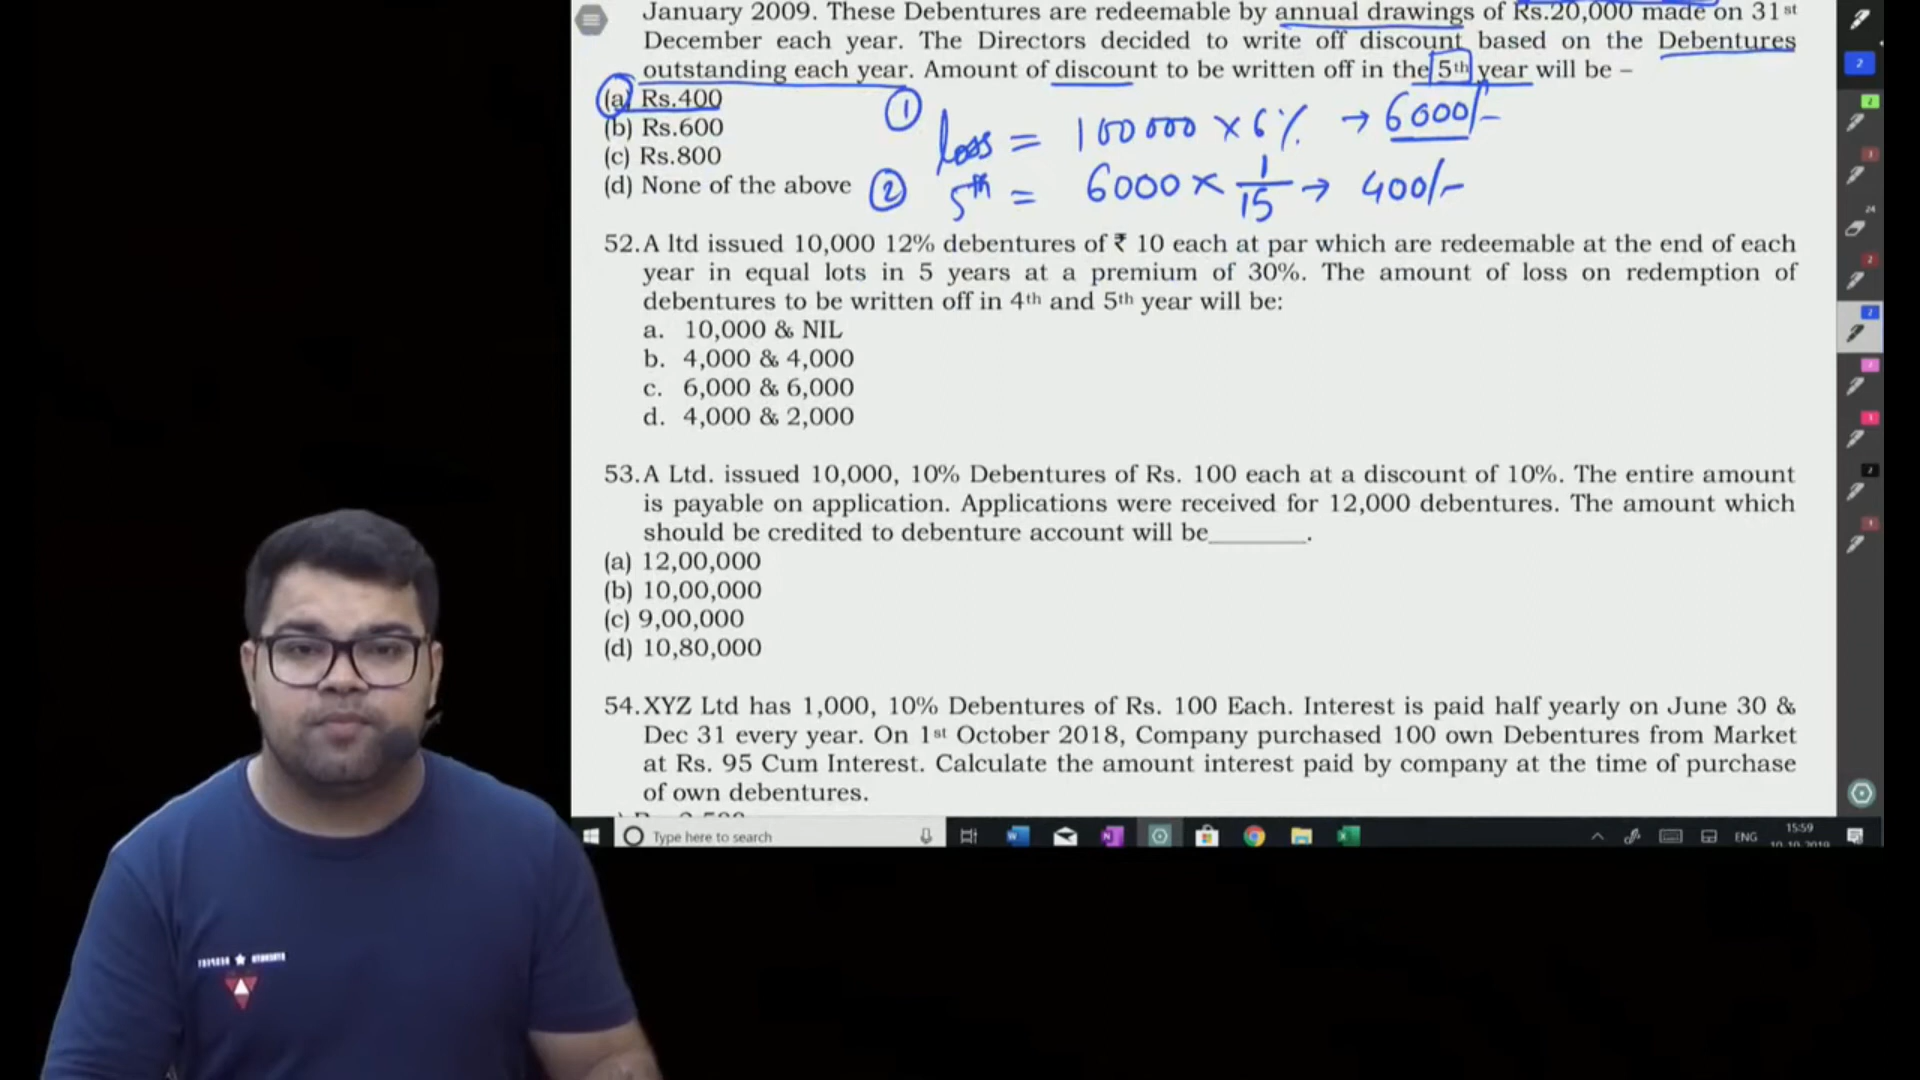 January 2009. These Debentures are redeemable by annual drawings of Rs.20,000 made on 31st
December each year. The Directors decided to write off discount based on the Debentures
outstanding each year. Amount of discount to be written off in the 5th year will be –
(a) Rs.400
(b) Rs.600
(c) Rs.800
(d) None of the above
① loss = 100000 × 6% → 6000/-
② 5th = 6000 × 1/15 → 400/-
52. A ltd issued 10,000 12% debentures of ₹ 10 each at par which are redeemable at the end of each
year in equal lots in 5 years at a premium of 30%. The amount of loss on redemption of
debentures to be written off in 4th and 5th year will be:
a. 10,000 & NIL
b. 4,000 & 4,000
c. 6,000 & 6,000
d. 4,000 & 2,000
53. A Ltd. issued 10,000, 10% Debentures of Rs. 100 each at a discount of 10%. The entire amount
is payable on application. Applications were received for 12,000 debentures. The amount which
should be credited to debenture account will be________.
(a) 12,00,000
(b) 10,00,000
(c) 9,00,000
(d) 10,80,000
54. XYZ Ltd has 1,000, 10% Debentures of Rs. 100 Each. Interest is paid half yearly on June 30 &
Dec 31 every year. On 1st October 2018, Company purchased 100 own Debentures from Market
at Rs. 95 Cum Interest. Calculate the amount interest paid by company at the time of purchase
of own debentures.
Type here to search
ENG
15:59
10-10-2019